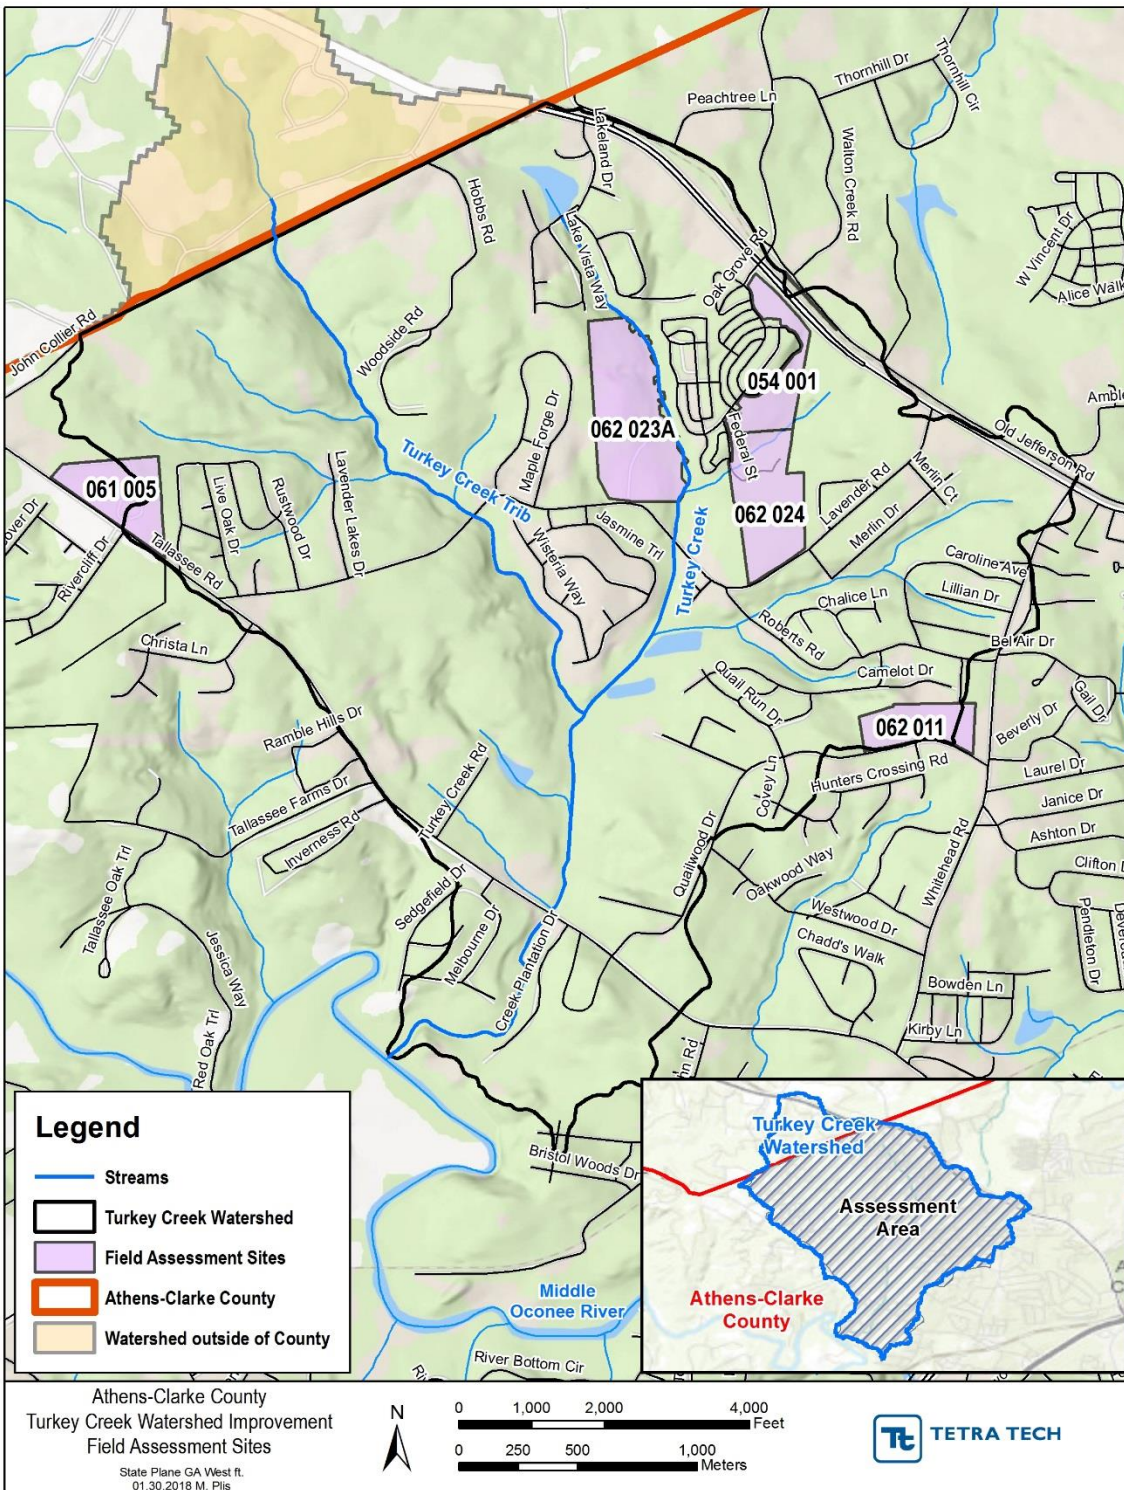 Thornhill Dr
Thornhill Cir
Peachtree Ln
Lakeland Dr
Walton Creek Rd
Hobbs Rd
W Vincent Dr
Lake Vista Way
Oak Grove Rd
Alice Walk
John Collier Rd
Woodside Rd
054 001
Maple Forge Dr
062 023A
Federal St
Old Jefferson Rd
Turkey Creek Trib
Lavender Lakes Dr
Live Oak Dr
Rustwood Dr
061 005
Lavender Rd
Merlin Ct
062 024
Merlin Dr
Jasmine Trl
Tallassee Rd
Rivercliff Dr
Wisteria Way
Turkey Creek
Caroline Ave
Lillian Dr
Chalice Ln
Roberts Rd
Bel Air Dr
Christa Ln
Camelot Dr
Quail Run Dr
Gail Dr
Beverly Dr
062 011
Ramble Hills Dr
Hunters Crossing Rd
Laurel Dr
Covey Ln
Turkey Creek Rd
Tallassee Farms Dr
Janice Dr
Inverness Rd
Ashton Dr
Whitehead Rd
Quailwood Dr
Oakwood Way
Clifton D
Tallassee Oak Trl
Sedgefield Dr
Westwood Dr
Pendleton Dr
Melbourne Dr
Chadd's Walk
Jessica Way
Creek Plantation Dr
Bowden Ln
Kirby Ln
Red Oak Trl
Bristol Woods Dr
Middle
Oconee River
River Bottom Cir
Legend
Streams
Turkey Creek Watershed
Field Assessment Sites
Athens-Clarke County
Watershed outside of County
Turkey Creek
Watershed
Assessment
Area
Athens-Clarke
County
Athens-Clarke County
Turkey Creek Watershed Improvement
Field Assessment Sites
State Plane GA West ft.
01.30.2018 M. Plis
N
0 1,000 2,000 4,000
Feet
0 250 500 1,000
Meters
Tt
TETRA TECH